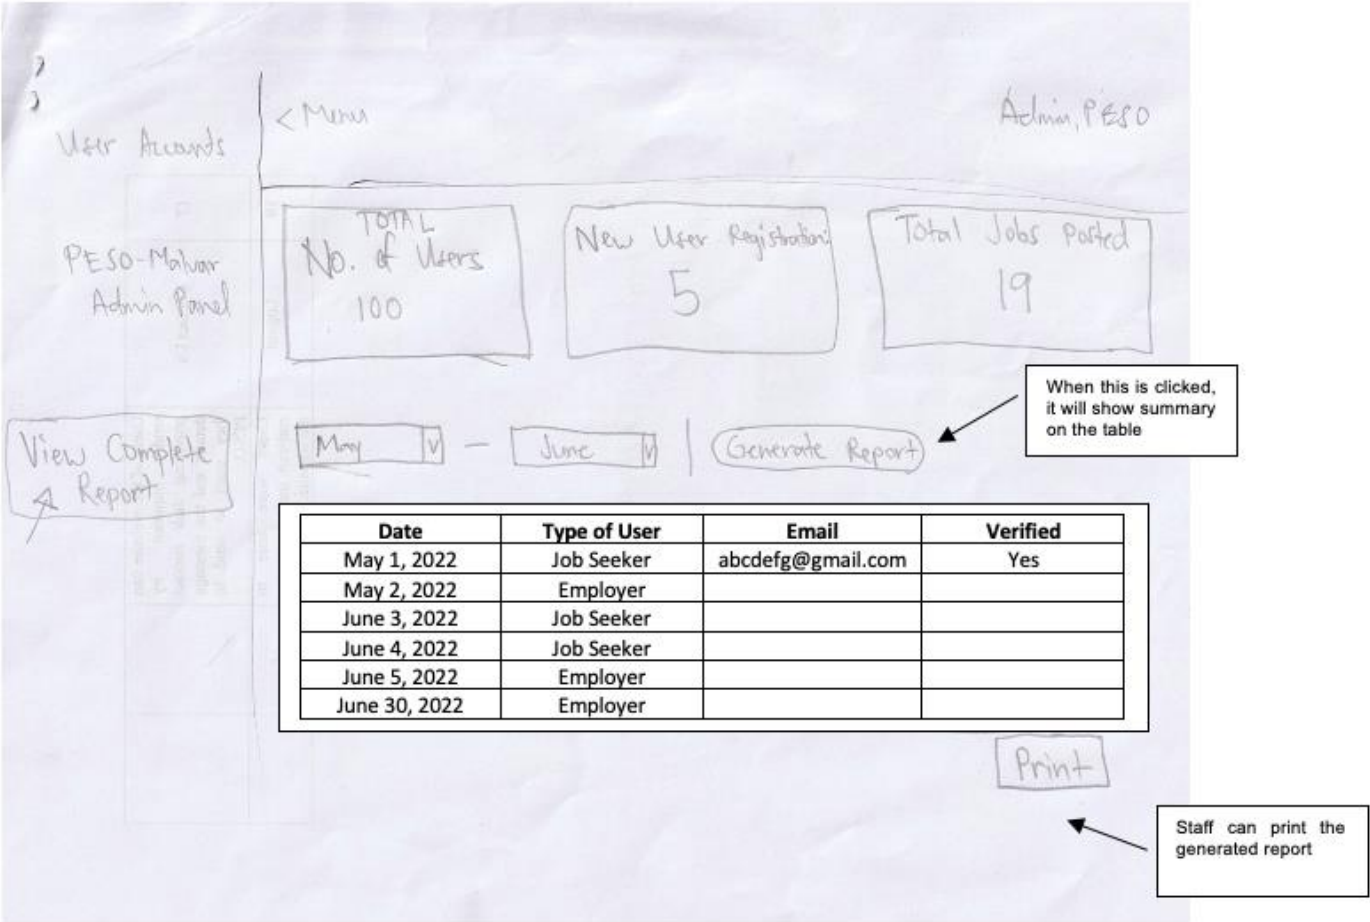 User Accounts
< Menu
Admin, PESO
PESO-Malvar
Admin Panel
TOTAL
No. of Users
100
New User Registration
5
Total Jobs Posted
19
When this is clicked,
it will show summary
on the table
View Complete
Report
May V — June V | Generate Report
Date Type of User Email Verified
May 1, 2022 Job Seeker abcdefg@gmail.com Yes
May 2, 2022 Employer
June 3, 2022 Job Seeker
June 4, 2022 Job Seeker
June 5, 2022 Employer
June 30, 2022 Employer
Print
Staff can print the
generated report